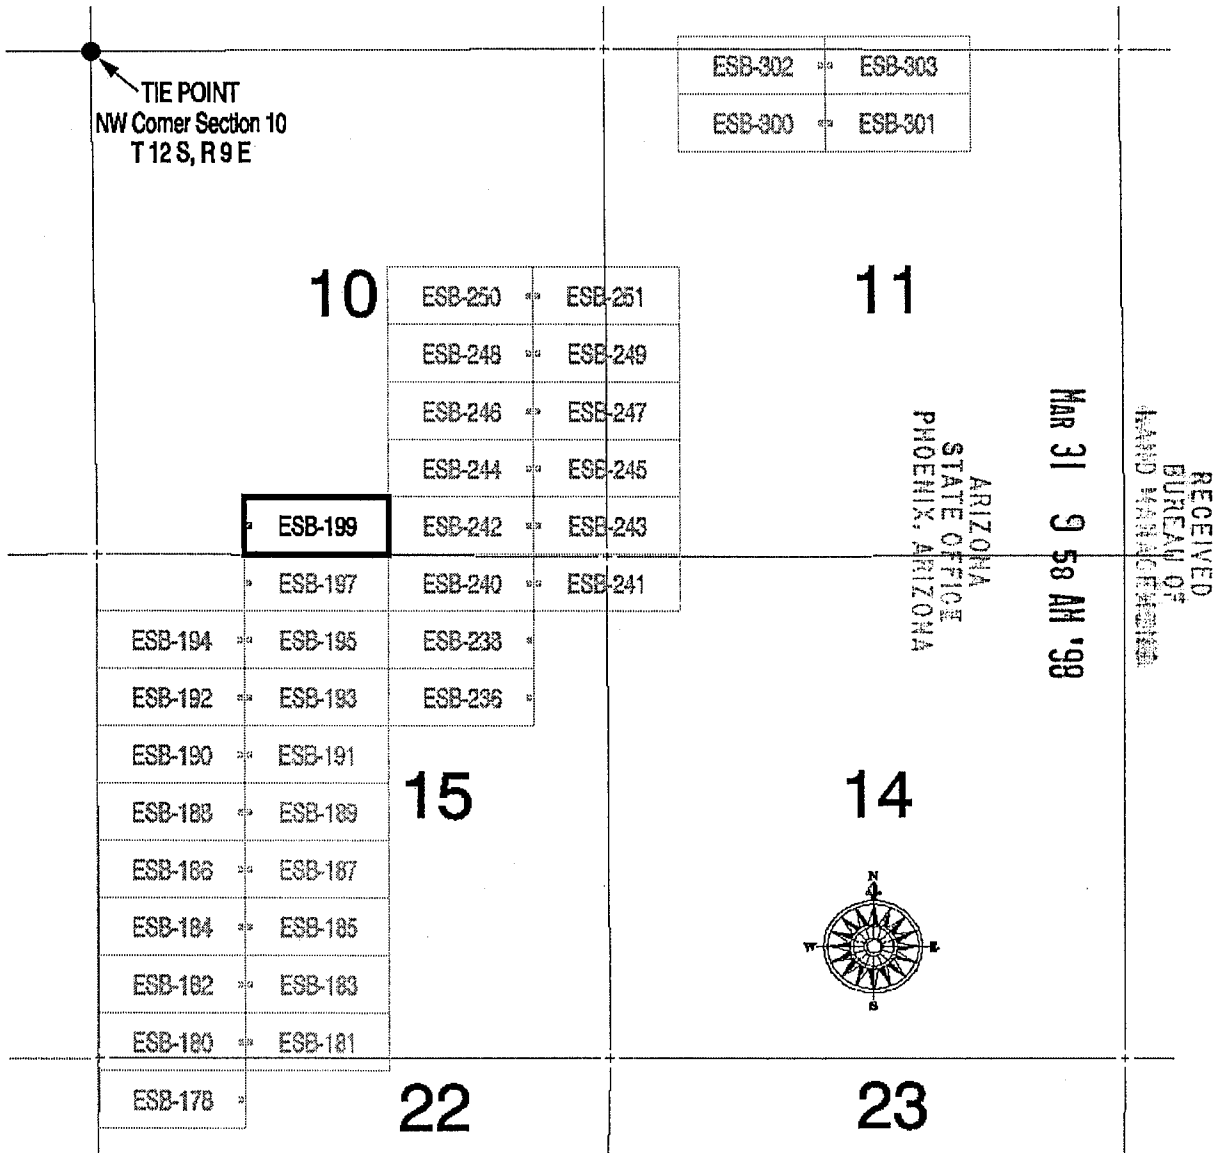 TIE POINT
NW Corner Section 10
T 12 S, R 9 E
ESB-302 ESB-303
ESB-300 ESB-301
10
11
ESB-250 ESB-251
ESB-248 ESB-249
ESB-246 ESB-247
ESB-244 ESB-245
ESB-199 ESB-242 ESB-243
ESB-197 ESB-240 ESB-241
ESB-194 ESB-195 ESB-238
ESB-192 ESB-193 ESB-236
ESB-190 ESB-191
15
14
ESB-188 ESB-189
ESB-186 ESB-187
ESB-184 ESB-185
ESB-182 ESB-183
ESB-180 ESB-181
ESB-178
22
23
N
W E
S
RECEIVED
BUREAU OF
LAND MANAGEMENT
MAR 31 9 58 AM '99
ARIZONA
STATE OFFICE
PHOENIX, ARIZONA